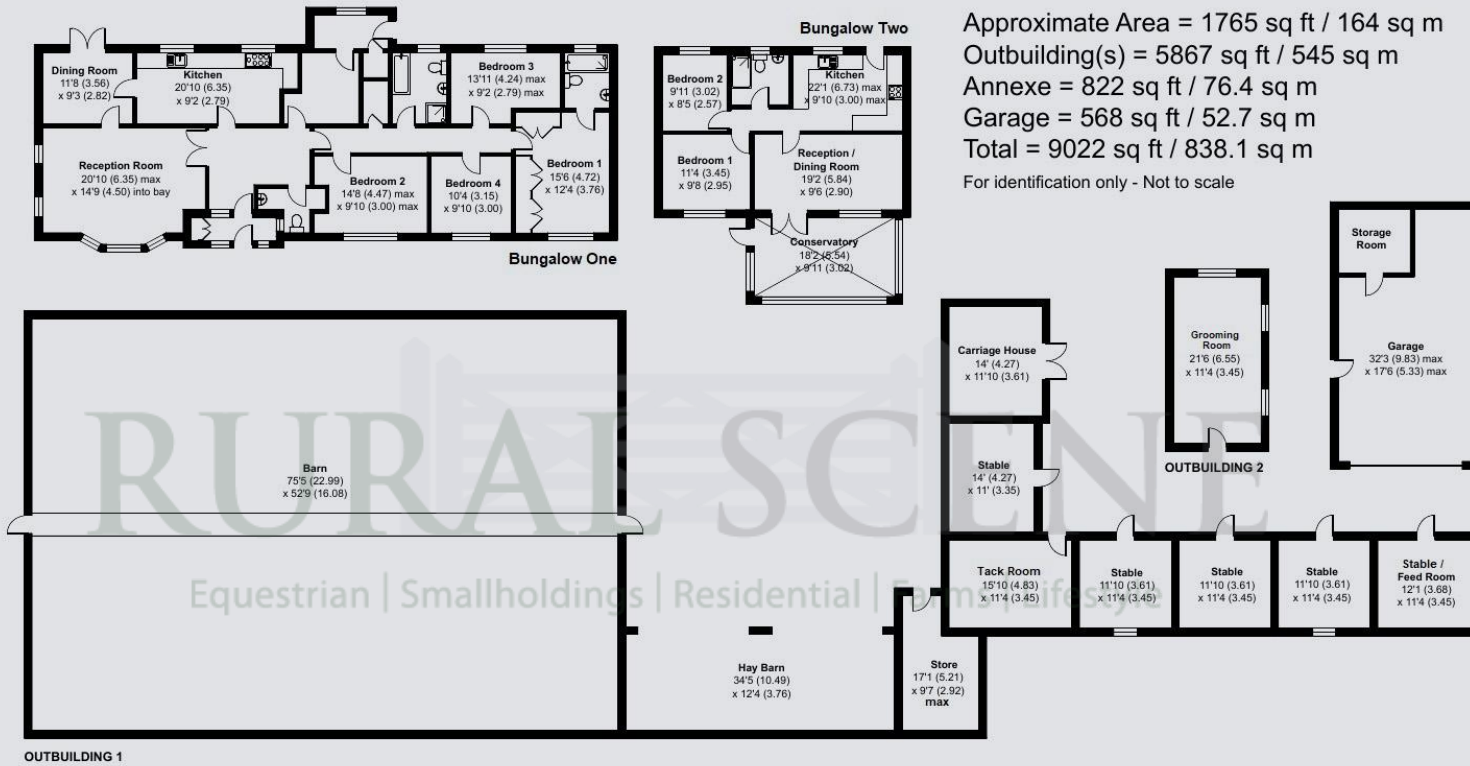 Bungalow Two
Approximate Area = 1765 sq ft / 164 sq m
Outbuilding(s) = 5867 sq ft / 545 sq m
Annexe = 822 sq ft / 76.4 sq m
Garage = 568 sq ft / 52.7 sq m
Total = 9022 sq ft / 838.1 sq m
For identification only - Not to scale
Dining Room
11'8 (3.56)
x 9'3 (2.82)
Kitchen
20'10 (6.35)
x 9'2 (2.79)
Bedroom 3
13'11 (4.24) max
x 9'2 (2.79) max
Reception Room
20'10 (6.35) max
x 14'9 (4.50) into bay
Bedroom 2
14'8 (4.47) max
x 9'10 (3.00) max
Bedroom 4
10'4 (3.15)
x 9'10 (3.00)
Bedroom 1
15'6 (4.72)
x 12'4 (3.76)
Bungalow One
Bedroom 2
9'11 (3.02)
x 8'5 (2.57)
Kitchen
22'1 (6.73) max
x 9'10 (3.00) max
Bedroom 1
11'4 (3.45)
x 9'8 (2.95)
Reception /
Dining Room
19'2 (5.84)
x 9'6 (2.90)
Conservatory
18'2 (5.54)
x 9'11 (3.02)
Storage
Room
Garage
32'3 (9.83) max
x 17'6 (5.33) max
Grooming
Room
21'6 (6.55)
x 11'4 (3.45)
OUTBUILDING 2
Carriage House
14' (4.27)
x 11'10 (3.61)
Stable
14' (4.27)
x 11' (3.35)
Tack Room
15'10 (4.83)
x 11'4 (3.45)
Stable
11'10 (3.61)
x 11'4 (3.45)
Stable
11'10 (3.61)
x 11'4 (3.45)
Stable
11'10 (3.61)
x 11'4 (3.45)
Stable /
Feed Room
12'1 (3.68)
x 11'4 (3.45)
Barn
75'5 (22.99)
x 52'9 (16.08)
RURAL SCENE
Equestrian | Smallholdings | Residential | Farms | Lifestyle
Hay Barn
34'5 (10.49)
x 12'4 (3.76)
Store
17'1 (5.21)
x 9'7 (2.92)
max
OUTBUILDING 1